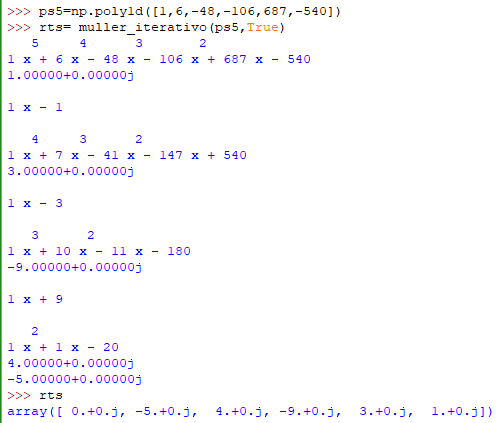 >>> ps5=np.poly1d([1,6,-48,-106,687,-540])
>>> rts= muller_iterativo(ps5,True)
   5     4      3       2
1 x + 6 x - 48 x - 106 x + 687 x - 540
1.00000+0.00000j

1 x - 1

   4     3      2
1 x + 7 x - 41 x - 147 x + 540
3.00000+0.00000j

1 x - 3

   3      2
1 x + 10 x - 11 x - 180
-9.00000+0.00000j

1 x + 9

   2
1 x + 1 x - 20
4.00000+0.00000j
-5.00000+0.00000j
>>> rts
array([ 0.+0.j, -5.+0.j,  4.+0.j, -9.+0.j,  3.+0.j,  1.+0.j])